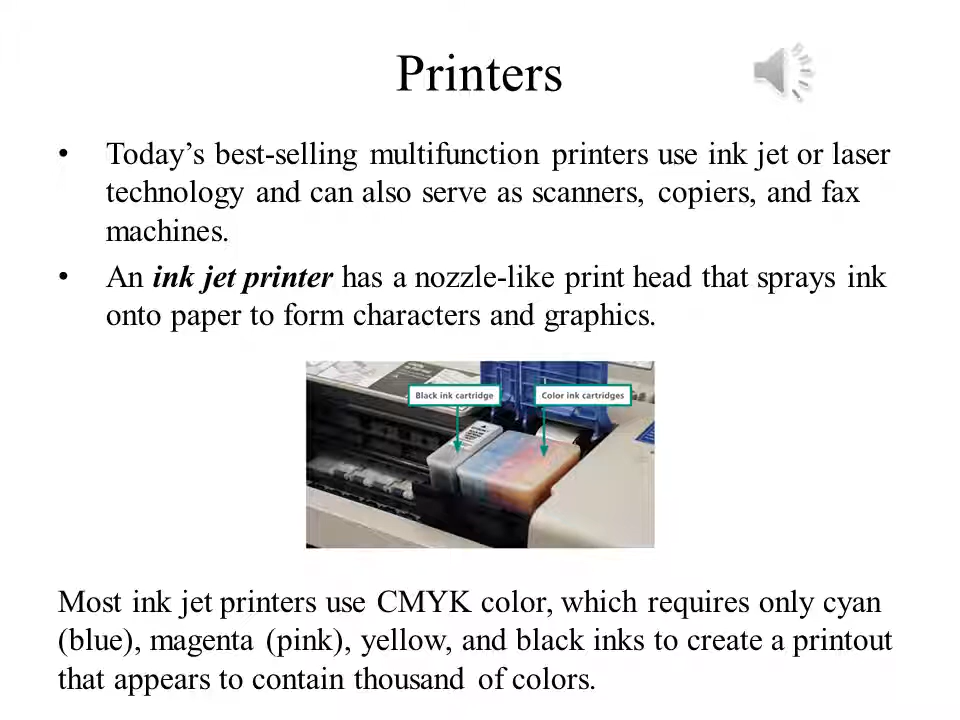 Printers
• Today’s best-selling multifunction printers use ink jet or laser
technology and can also serve as scanners, copiers, and fax
machines.
• An ink jet printer has a nozzle-like print head that sprays ink
onto paper to form characters and graphics.
Black ink cartridge
Color ink cartridges
Most ink jet printers use CMYK color, which requires only cyan
(blue), magenta (pink), yellow, and black inks to create a printout
that appears to contain thousand of colors.